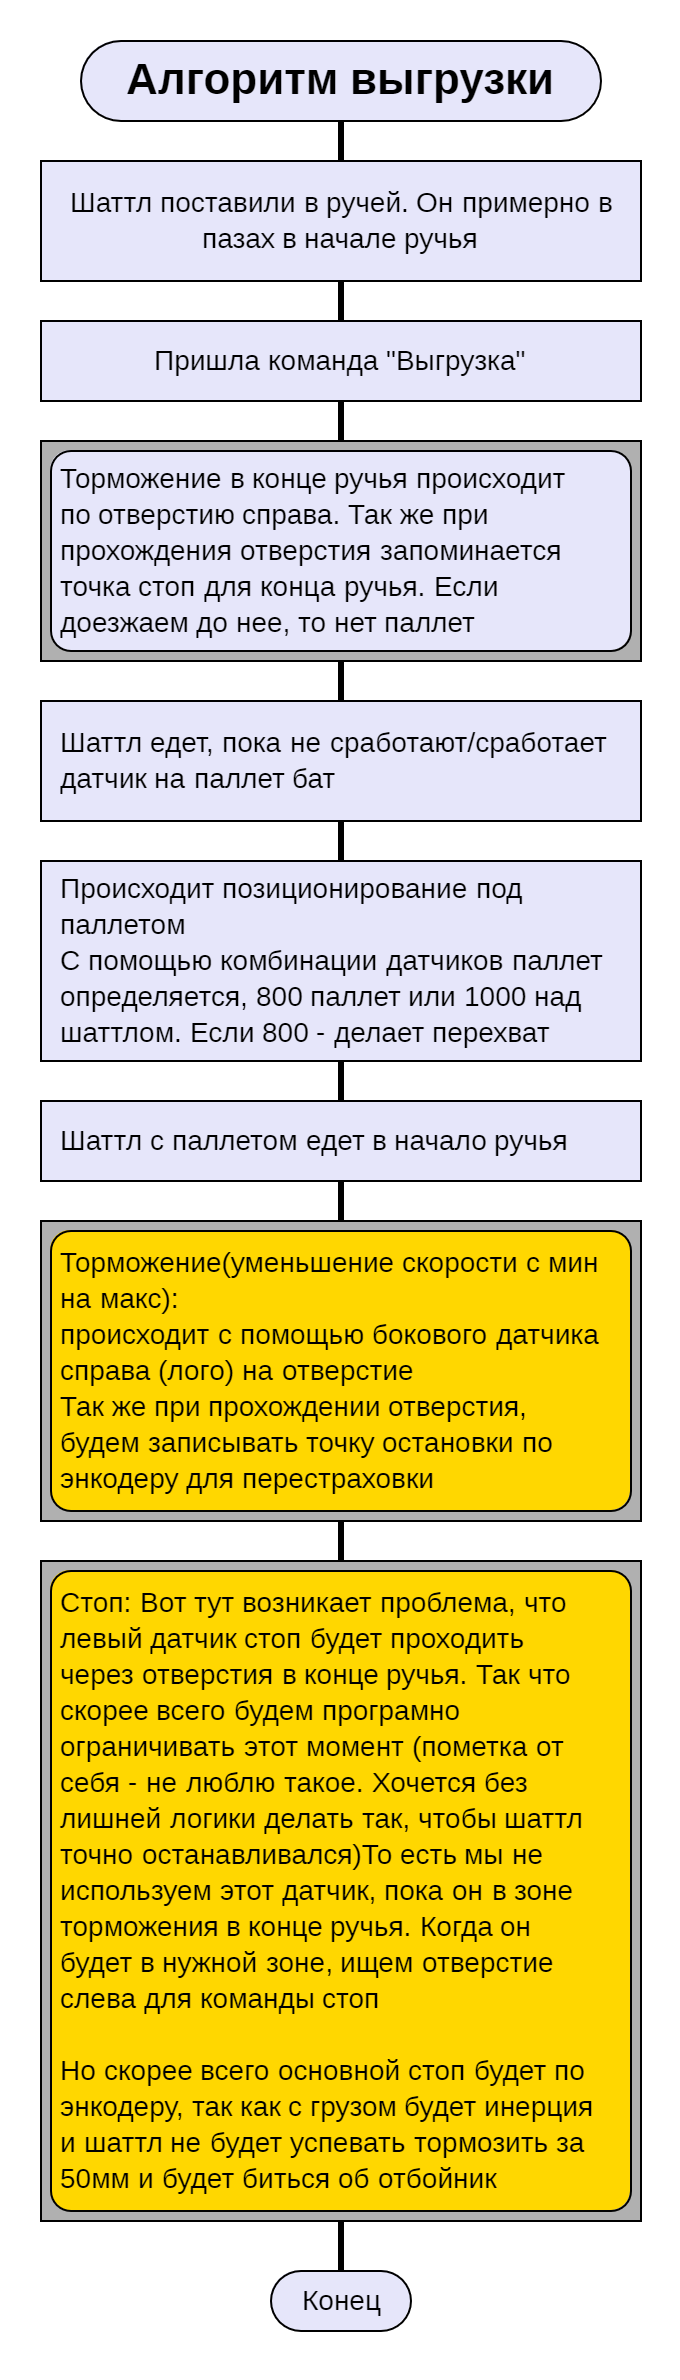 Алгоритм выгрузки
Шаттл поставили в ручей. Он примерно в
пазах в начале ручья
Пришла команда "Выгрузка"
Торможение в конце ручья происходит
по отверстию справа. Так же при
прохождения отверстия запоминается
точка стоп для конца ручья. Если
доезжаем до нее, то нет паллет
Шаттл едет, пока не сработают/сработает
датчик на паллет бат
Происходит позиционирование под
паллетом
С помощью комбинации датчиков паллет
определяется, 800 паллет или 1000 над
шаттлом. Если 800 - делает перехват
Шаттл с паллетом едет в начало ручья
Торможение(уменьшение скорости с мин
на макс):
происходит с помощью бокового датчика
справа (лого) на отверстие
Так же при прохождении отверстия,
будем записывать точку остановки по
энкодеру для перестраховки
Стоп: Вот тут возникает проблема, что
левый датчик стоп будет проходить
через отверстия в конце ручья. Так что
скорее всего будем програмно
ограничивать этот момент (пометка от
себя - не люблю такое. Хочется без
лишней логики делать так, чтобы шаттл
точно останавливался)То есть мы не
используем этот датчик, пока он в зоне
торможения в конце ручья. Когда он
будет в нужной зоне, ищем отверстие
слева для команды стоп
Но скорее всего основной стоп будет по
энкодеру, так как с грузом будет инерция
и шаттл не будет успевать тормозить за
50мм и будет биться об отбойник
Конец